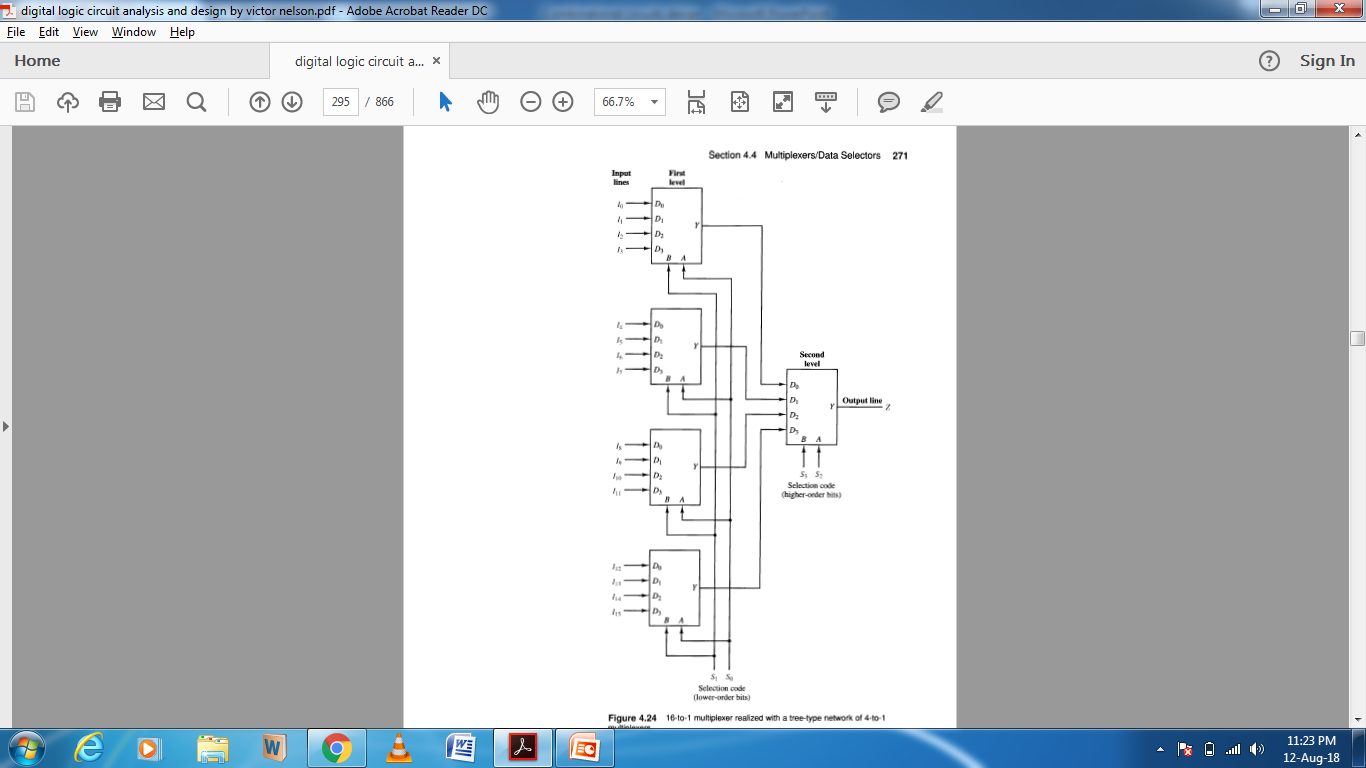 digital logic circuit analysis and design by victor nelson.pdf - Adobe Acrobat Reader DC
File Edit View Window Help
Home
digital logic circuit a... ×
? Sign In
295 / 866
66.7%
Section 4.4 Multiplexers/Data Selectors 271
Input lines
First level
I0 D0
I1 D1
I2 D2
I3 D3
Y
B A
I4 D0
I5 D1
I6 D2
I7 D3
Y
B A
Second level
D0
D1
D2
D3
Y
Output line Z
B A
S3 S2
Selection code
(higher-order bits)
I8 D0
I9 D1
I10 D2
I11 D3
Y
B A
I12 D0
I13 D1
I14 D2
I15 D3
Y
B A
S1 S0
Selection code
(lower-order bits)
Figure 4.24 16-to-1 multiplexer realized with a tree-type network of 4-to-1
11:23 PM
12-Aug-18